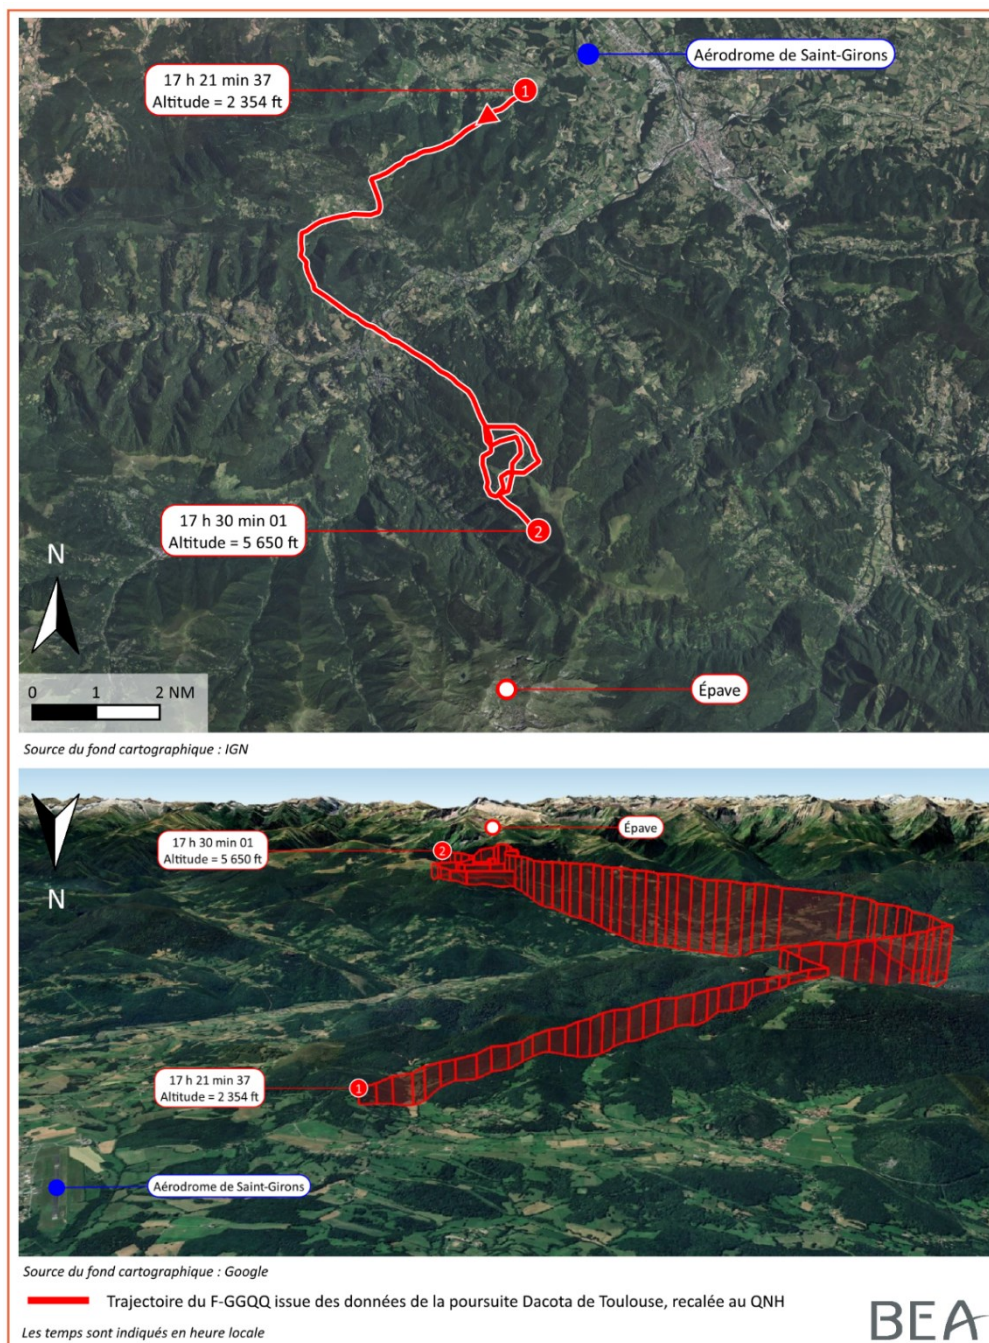 Aérodrome de Saint-Girons
17 h 21 min 37
Altitude = 2 354 ft
1
17 h 30 min 01
Altitude = 5 650 ft
2
N
0 1 2 NM
Épave
Source du fond cartographique : IGN
Épave
17 h 30 min 01
Altitude = 5 650 ft
2
N
17 h 21 min 37
Altitude = 2 354 ft
1
Aérodrome de Saint-Girons
Source du fond cartographique : Google
Trajectoire du F-GGQQ issue des données de la poursuite Dacota de Toulouse, recalée au QNH
Les temps sont indiqués en heure locale
BEA